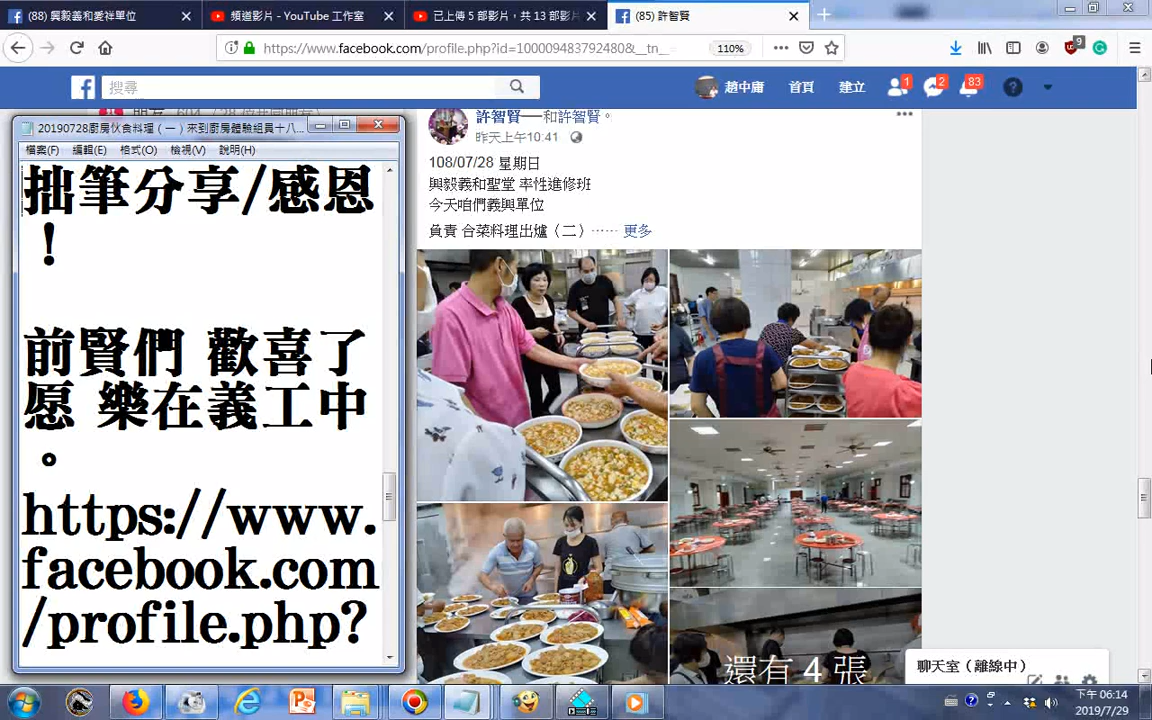 (88) 興毅義和愛祥單位
頻道影片 - YouTube 工作室
已上傳 5 部影片，共 13 部影片
(85) 許智賢
https://www.facebook.com/profile.php?id=100009483792480&__tn__
110%
9
搜尋
趙中庸
首頁
建立
1
2
83
20190728廚房伙食料理（一）來到廚房體驗組員十八...
檔案(F) 編輯(E) 格式(O) 檢視(V) 說明(H)
拙筆分享/感恩
！
前賢們 歡喜了
愿 樂在義工中
。
https://www.
facebook.com
/profile.php?
許智賢──和許智賢。
昨天上午10:41
108/07/28 星期日
興毅義和聖堂 率性進修班
今天咱們義興單位
負責 合菜料理出爐（二）…… 更多
還有 4 張
聊天室（離線中）
下午 06:14
2019/7/29